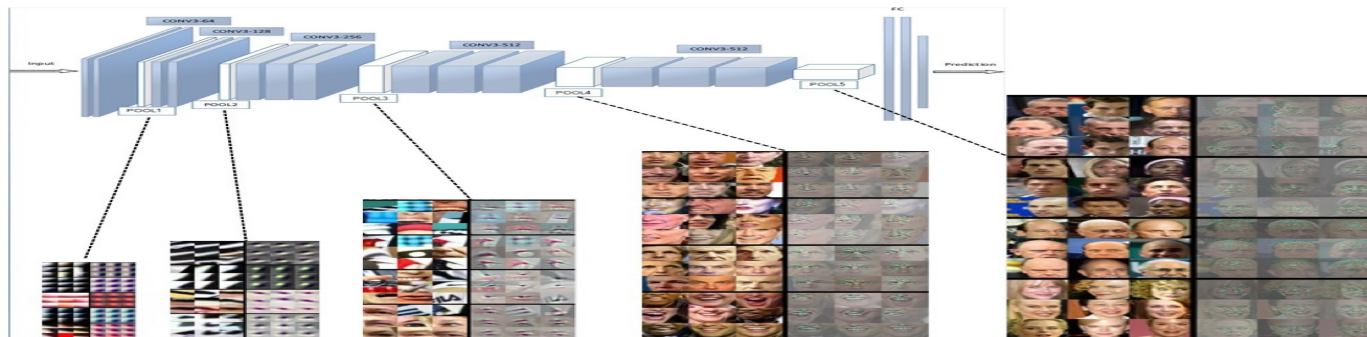 CONV3-64
CONV3-128
CONV3-256
CONV3-512
CONV3-512
FC
Input
Prediction
POOL1
POOL2
POOL3
POOL4
POOL5